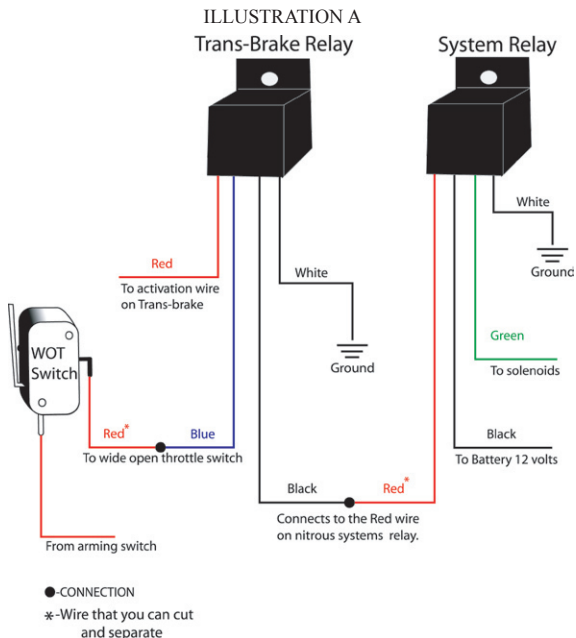 ILLUSTRATION A
Trans-Brake Relay
System Relay
White
Ground
Red
To activation wire
on Trans-brake
White
Ground
Green
To solenoids
WOT
Switch
Red*
Blue
To wide open throttle switch
Black
To Battery 12 volts
Black
Red*
Connects to the Red wire
on nitrous systems relay.
From arming switch
●-CONNECTION
*-Wire that you can cut
and separate